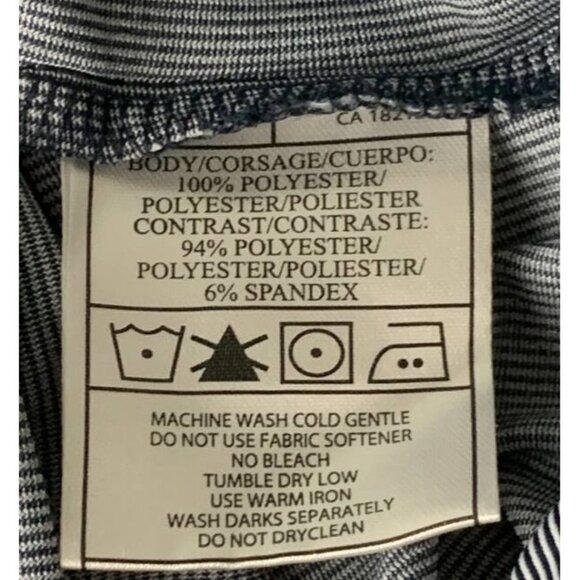 BODY/CORSAGE/CUERPO:
100% POLYESTER/
POLYESTER/POLIESTER
CONTRAST/CONTRASTE:
94% POLYESTER/
POLYESTER/POLIESTER/
6% SPANDEX
MACHINE WASH COLD GENTLE
DO NOT USE FABRIC SOFTENER
NO BLEACH
TUMBLE DRY LOW
USE WARM IRON
WASH DARKS SEPARATELY
DO NOT DRYCLEAN